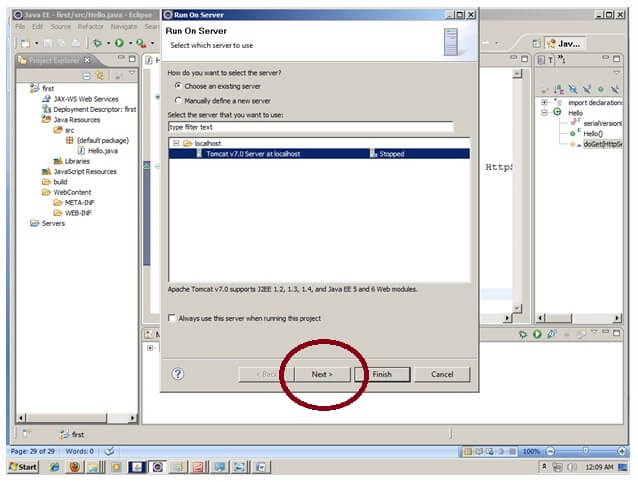 Java EE - first/src/Hello.java - Eclipse
File Edit Source Refactor Navigate
Jav...
Project Explorer
first
JAX-WS Web Services
Deployment Descriptor: first
Java Resources
src
(default package)
Hello.java
Libraries
JavaScript Resources
build
WebContent
META-INF
WEB-INF
Servers
Run On Server
Run On Server
Select which server to use
How do you want to select the server?
Choose an existing server
Manually define a new server
Select the server that you want to use:
type filter text
localhost
Tomcat v7.0 Server at localhost
Stopped
Apache Tomcat v7.0 supports J2EE 1.2, 1.3, 1.4, and Java EE 5 and 6 Web modules.
Always use this server when running this project
?
< Back
Next >
Finish
Cancel
HttpS
import declarations
Hello
serialVersion
Hello()
doGet(HttpSe
first
Page: 29 of 29
Words: 0
100%
Start
12:09 AM